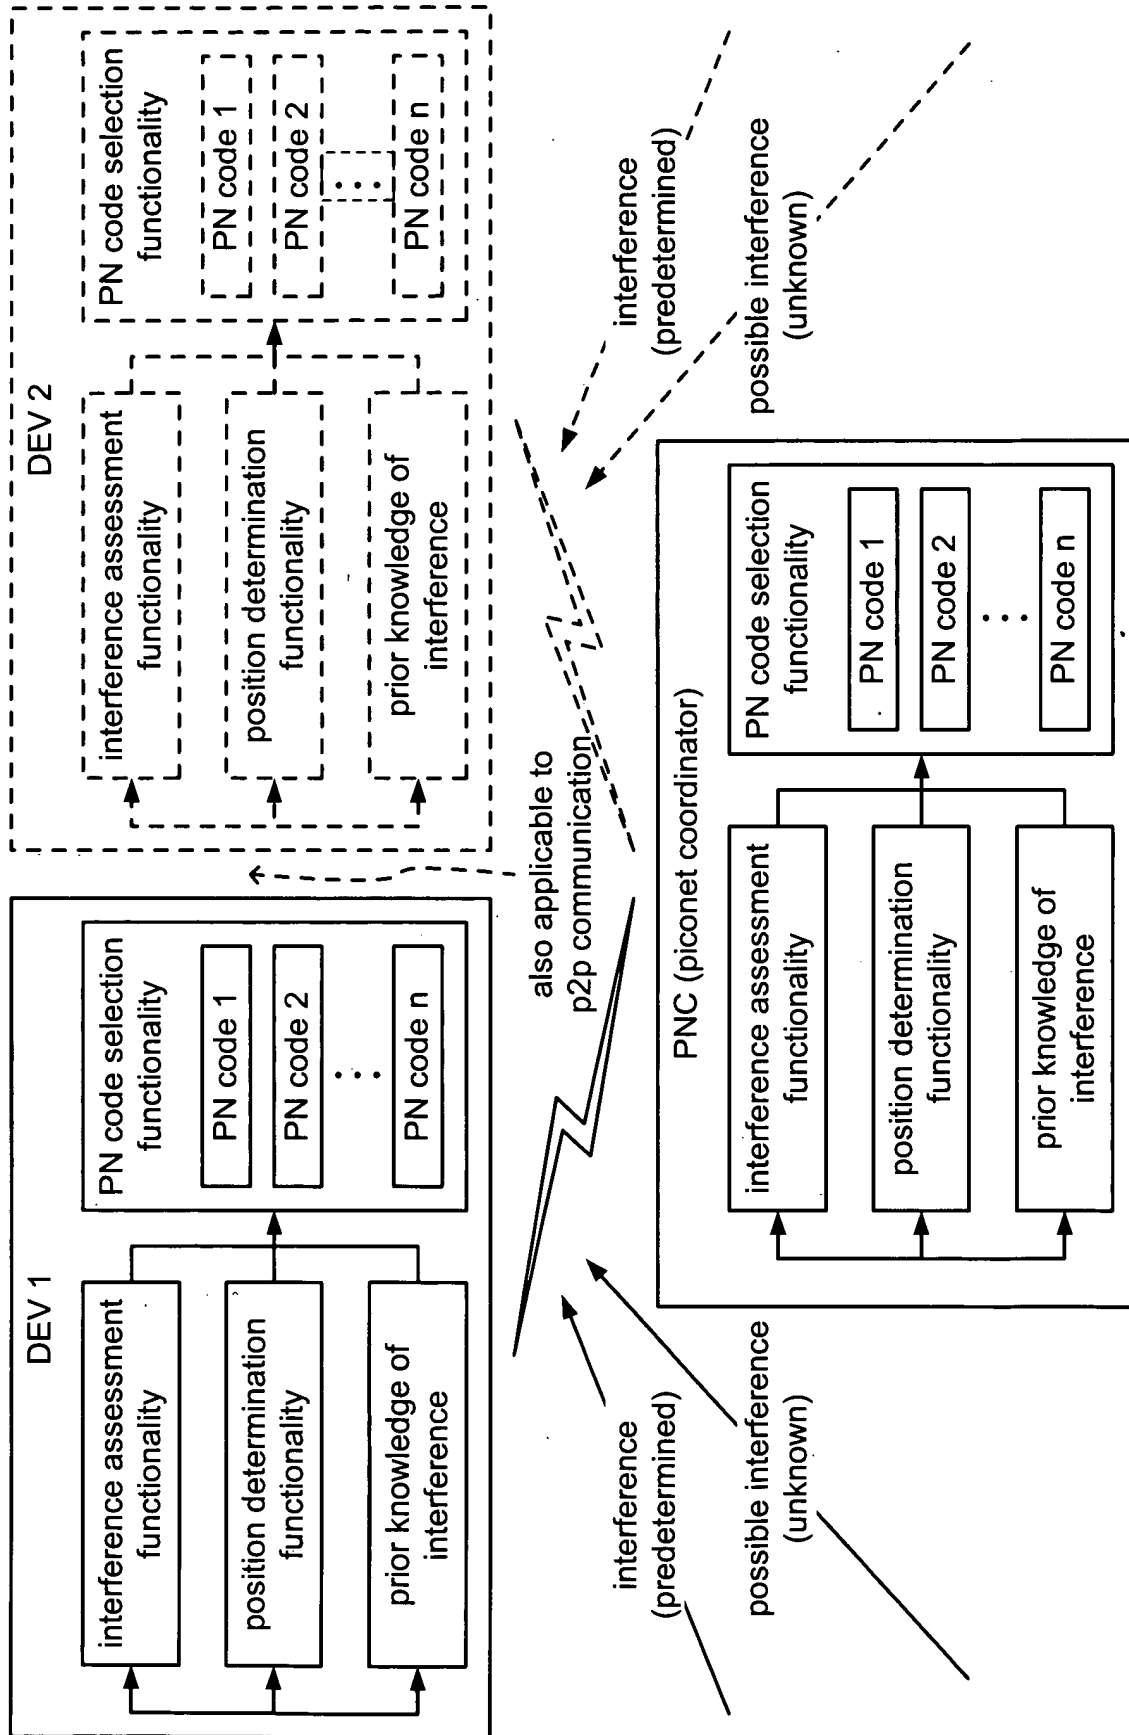 DEV 1
interference assessment
functionality
position determination
functionality
prior knowledge of
interference
PN code selection
functionality
PN code 1
PN code 2
...
PN code n
DEV 2
interference assessment
functionality
position determination
functionality
prior knowledge of
interference
PN code selection
functionality
PN code 1
PN code 2
...
PN code n
also applicable to
p2p communication
interference
(predetermined)
possible interference
(unknown)
interference
(predetermined)
possible interference
(unknown)
PNC (piconet coordinator)
interference assessment
functionality
position determination
functionality
prior knowledge of
interference
PN code selection
functionality
PN code 1
PN code 2
...
PN code n